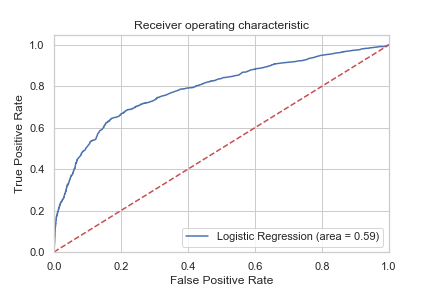 Receiver operating characteristic
True Positive Rate
1.0
0.8
0.6
0.4
0.2
0.0
Logistic Regression (area = 0.59)
0.0 0.2 0.4 0.6 0.8 1.0
False Positive Rate